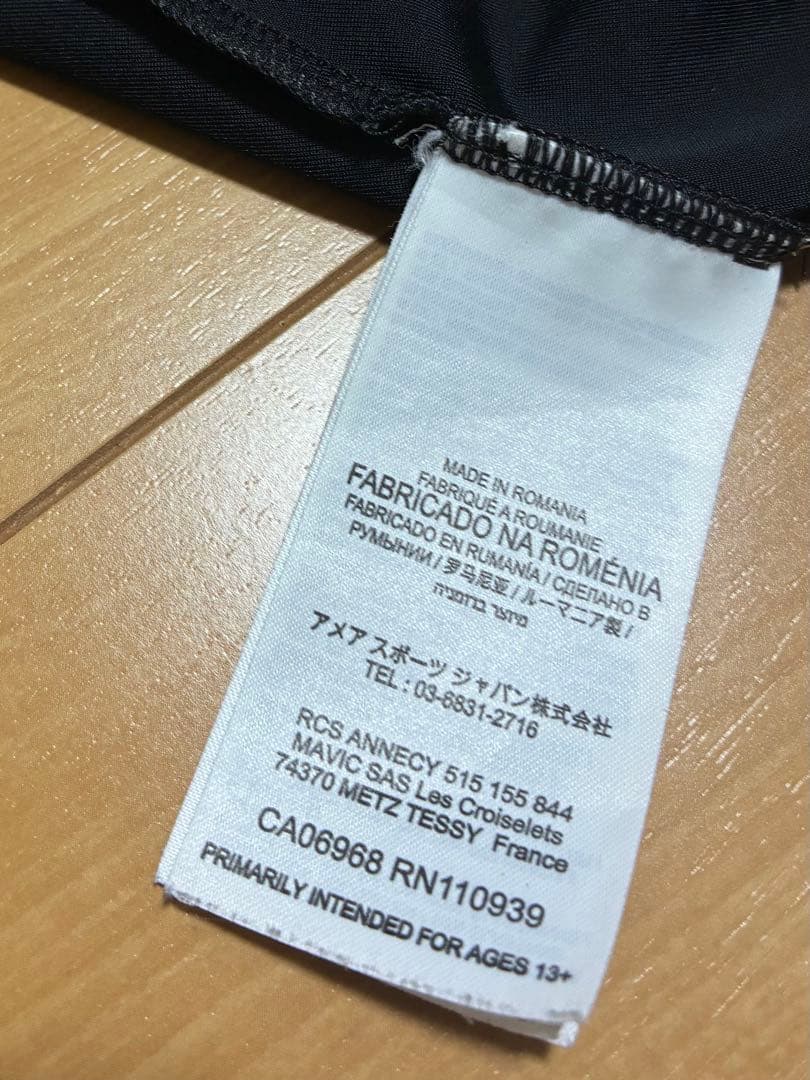 MADE IN ROMANIA
FABRIQUÉ A ROUMANIE
FABRICADO NA ROMÉNIA
FABRICADO EN RUMANÍA / СДЕЛАНО В
РУМЫНИИ / 罗马尼亚 / ルーマニア製 /
מיוצר ברומניה
アメア スポーツ ジャパン株式会社
TEL : 03-6831-2716
RCS ANNECY 515 155 844
MAVIC SAS Les Croiselets
74370 METZ TESSY France
CA06968 RN110939
PRIMARILY INTENDED FOR AGES 13+